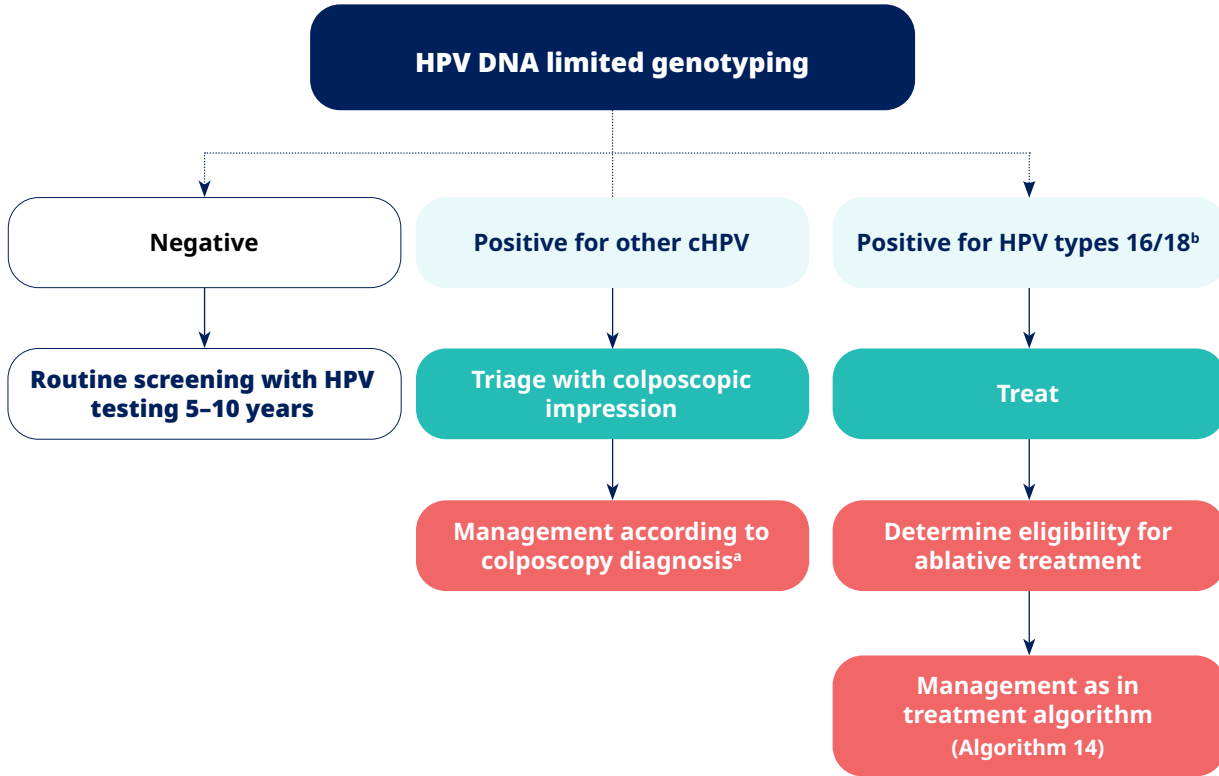 HPV DNA limited genotyping
Negative
Positive for other cHPV
Positive for HPV types 16/18ᵇ
Routine screening with HPV
testing 5–10 years
Triage with colposcopic
impression
Treat
Management according to
colposcopy diagnosisᵃ
Determine eligibility for
ablative treatment
Management as in
treatment algorithm
(Algorithm 14)